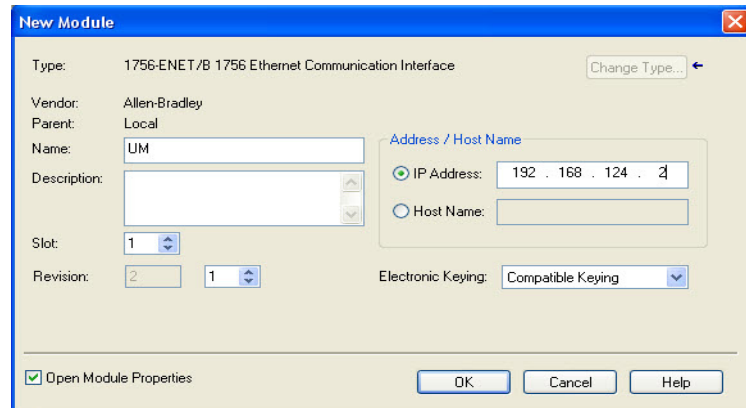 New Module
Type: 1756-ENET/B 1756 Ethernet Communication Interface
Change Type...
Vendor: Allen-Bradley
Parent: Local
Name: UM
Address / Host Name
IP Address: 192 . 168 . 124 . 2
Description:
Host Name:
Slot: 1
Revision: 2 1
Electronic Keying: Compatible Keying
Open Module Properties
OK Cancel Help